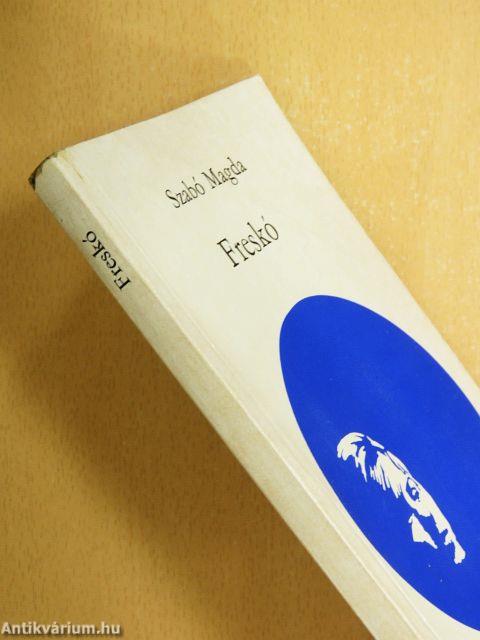 Szabó Magda
Freskó
Freskó
Antikvárium.hu